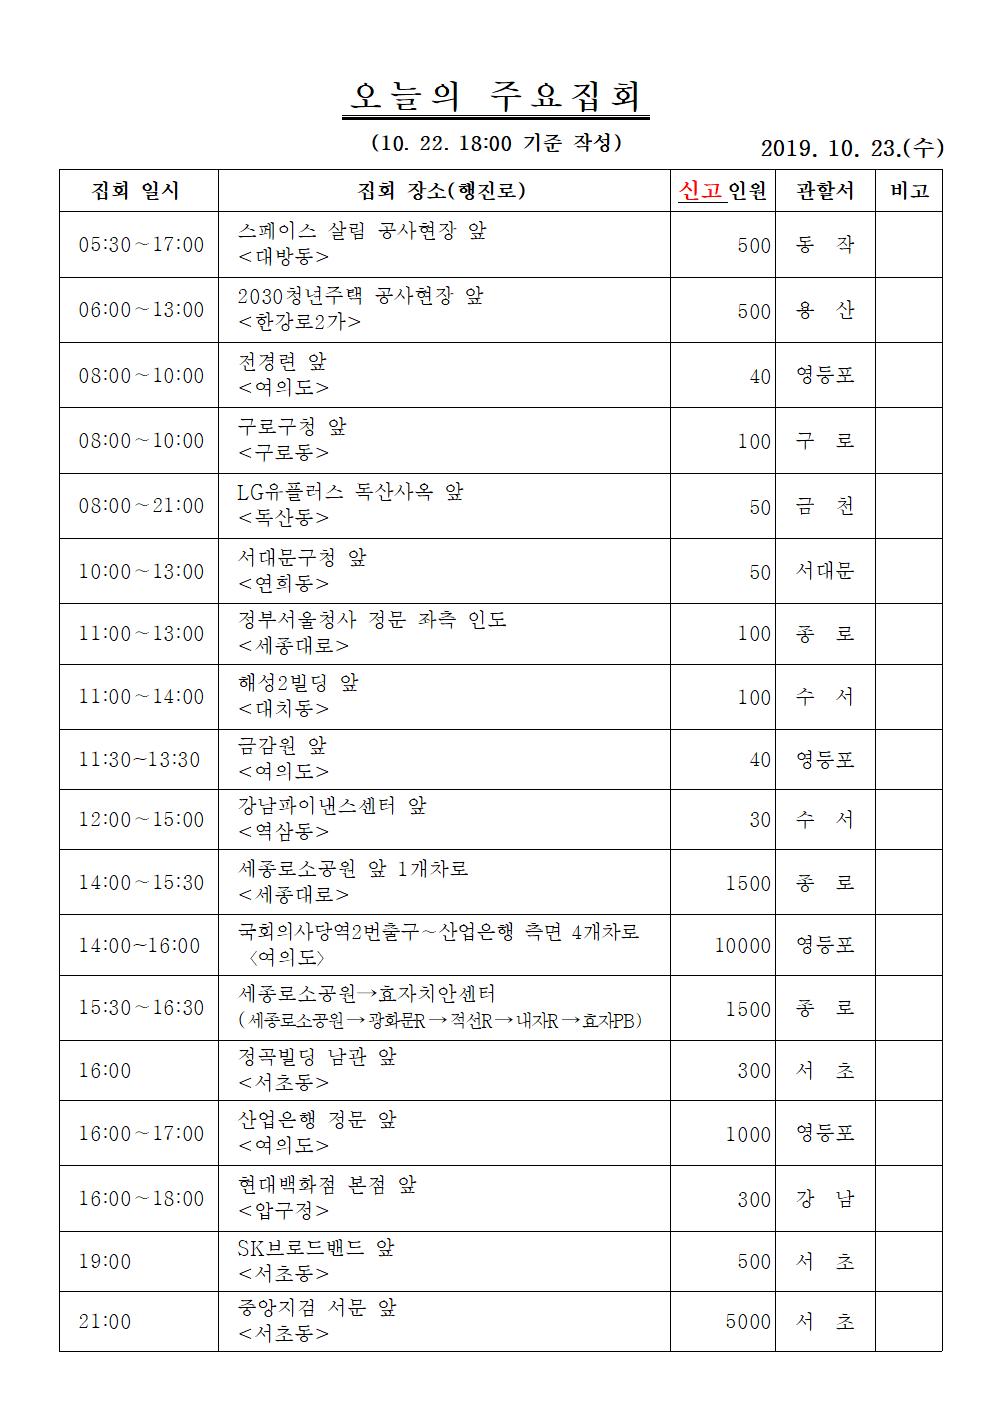 오늘의 주요집회
(10. 22. 18:00 기준 작성)
2019. 10. 23.(수)
집회 일시 집회 장소(행진로) 신고인원 관할서 비고
05:30～17:00 스페이스 살림 공사현장 앞 <대방동> 500 동 작
06:00～13:00 2030청년주택 공사현장 앞 <한강로2가> 500 용 산
08:00～10:00 전경련 앞 <여의도> 40 영등포
08:00～10:00 구로구청 앞 <구로동> 100 구 로
08:00～21:00 LG유플러스 독산사옥 앞 <독산동> 50 금 천
10:00～13:00 서대문구청 앞 <연희동> 50 서대문
11:00～13:00 정부서울청사 정문 좌측 인도 <세종대로> 100 종 로
11:00～14:00 해성2빌딩 앞 <대치동> 100 수 서
11:30~13:30 금감원 앞 <여의도> 40 영등포
12:00～15:00 강남파이낸스센터 앞 <역삼동> 30 수 서
14:00～15:30 세종로소공원 앞 1개차로 <세종대로> 1500 종 로
14:00~16:00 국회의사당역2번출구~산업은행 측면 4개차로 〈여의도〉 10000 영등포
15:30～16:30 세종로소공원→효자치안센터 (세종로소공원→광화문R→적선R→내자R→효자PB) 1500 종 로
16:00 정곡빌딩 남관 앞 <서초동> 300 서 초
16:00～17:00 산업은행 정문 앞 <여의도> 1000 영등포
16:00～18:00 현대백화점 본점 앞 <압구정> 300 강 남
19:00 SK브로드밴드 앞 <서초동> 500 서 초
21:00 중앙지검 서문 앞 <서초동> 5000 서 초